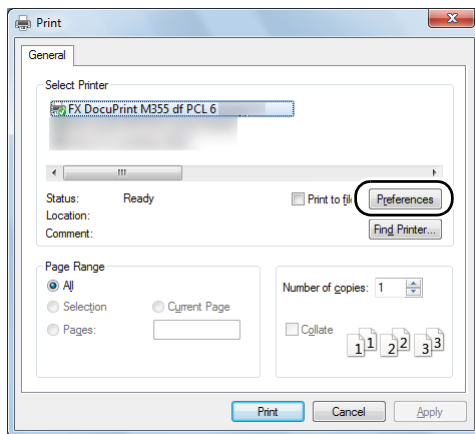 Print
General
Select Printer
FX DocuPrint M355 df PCL 6
Status: Ready
Print to file
Preferences
Location:
Comment:
Find Printer...
Page Range
All
Selection
Current Page
Pages:
Number of copies: 1
Collate
1 1 2 2 3 3
Print
Cancel
Apply